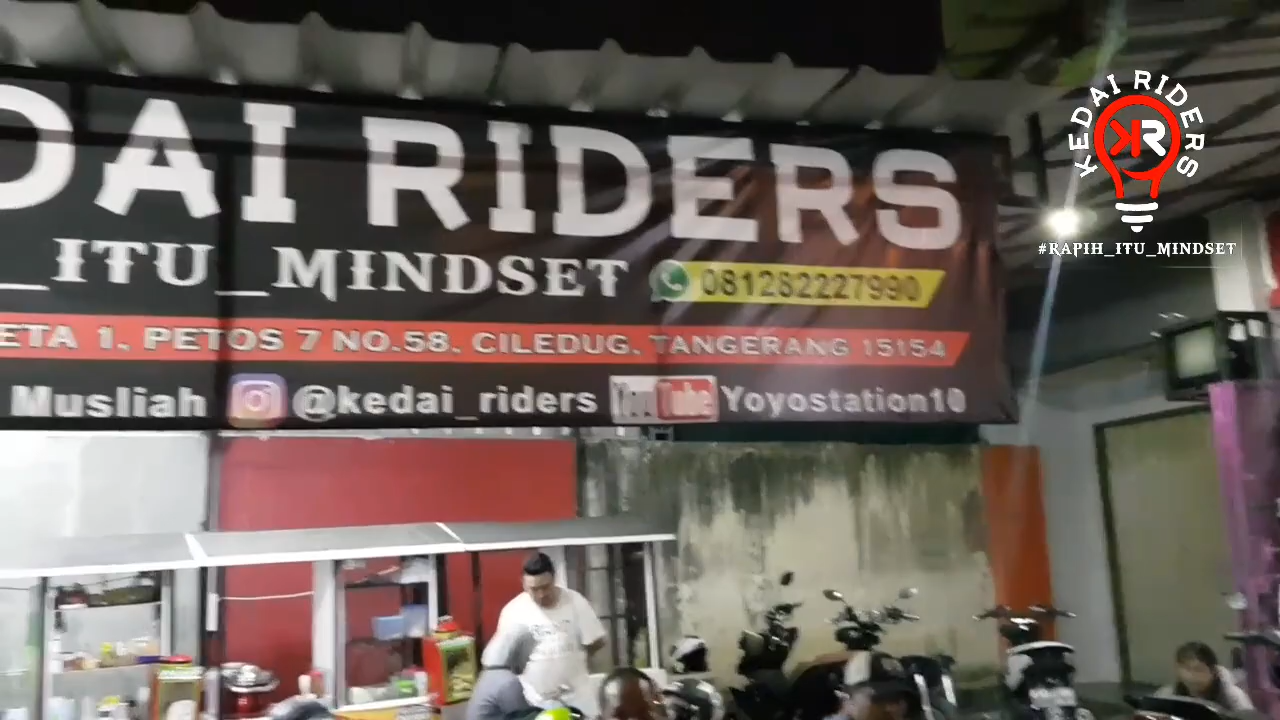 DAI RIDERS
_ITU_MINDSET 081282227990
ETA 1, PETOS 7 NO.58, CILEDUG, TANGERANG 15154
Musliah @kedai_riders YouTube Yoyostation10
KEDAI RIDERS
KR
#RAPIH_ITU_MINDSET